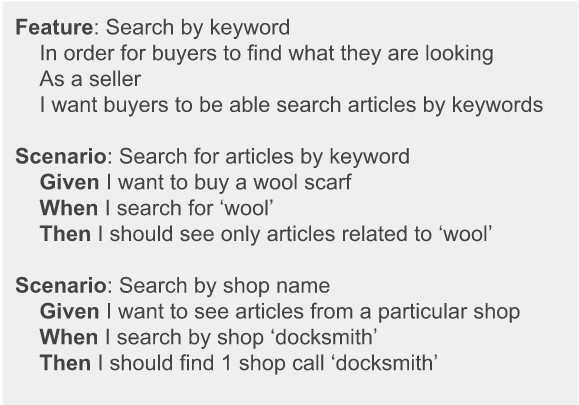 Feature: Search by keyword
In order for buyers to find what they are looking
As a seller
I want buyers to be able search articles by keywords
Scenario: Search for articles by keyword
Given I want to buy a wool scarf
When I search for ‘wool’
Then I should see only articles related to ‘wool’
Scenario: Search by shop name
Given I want to see articles from a particular shop
When I search by shop ‘docksmith’
Then I should find 1 shop call ‘docksmith’